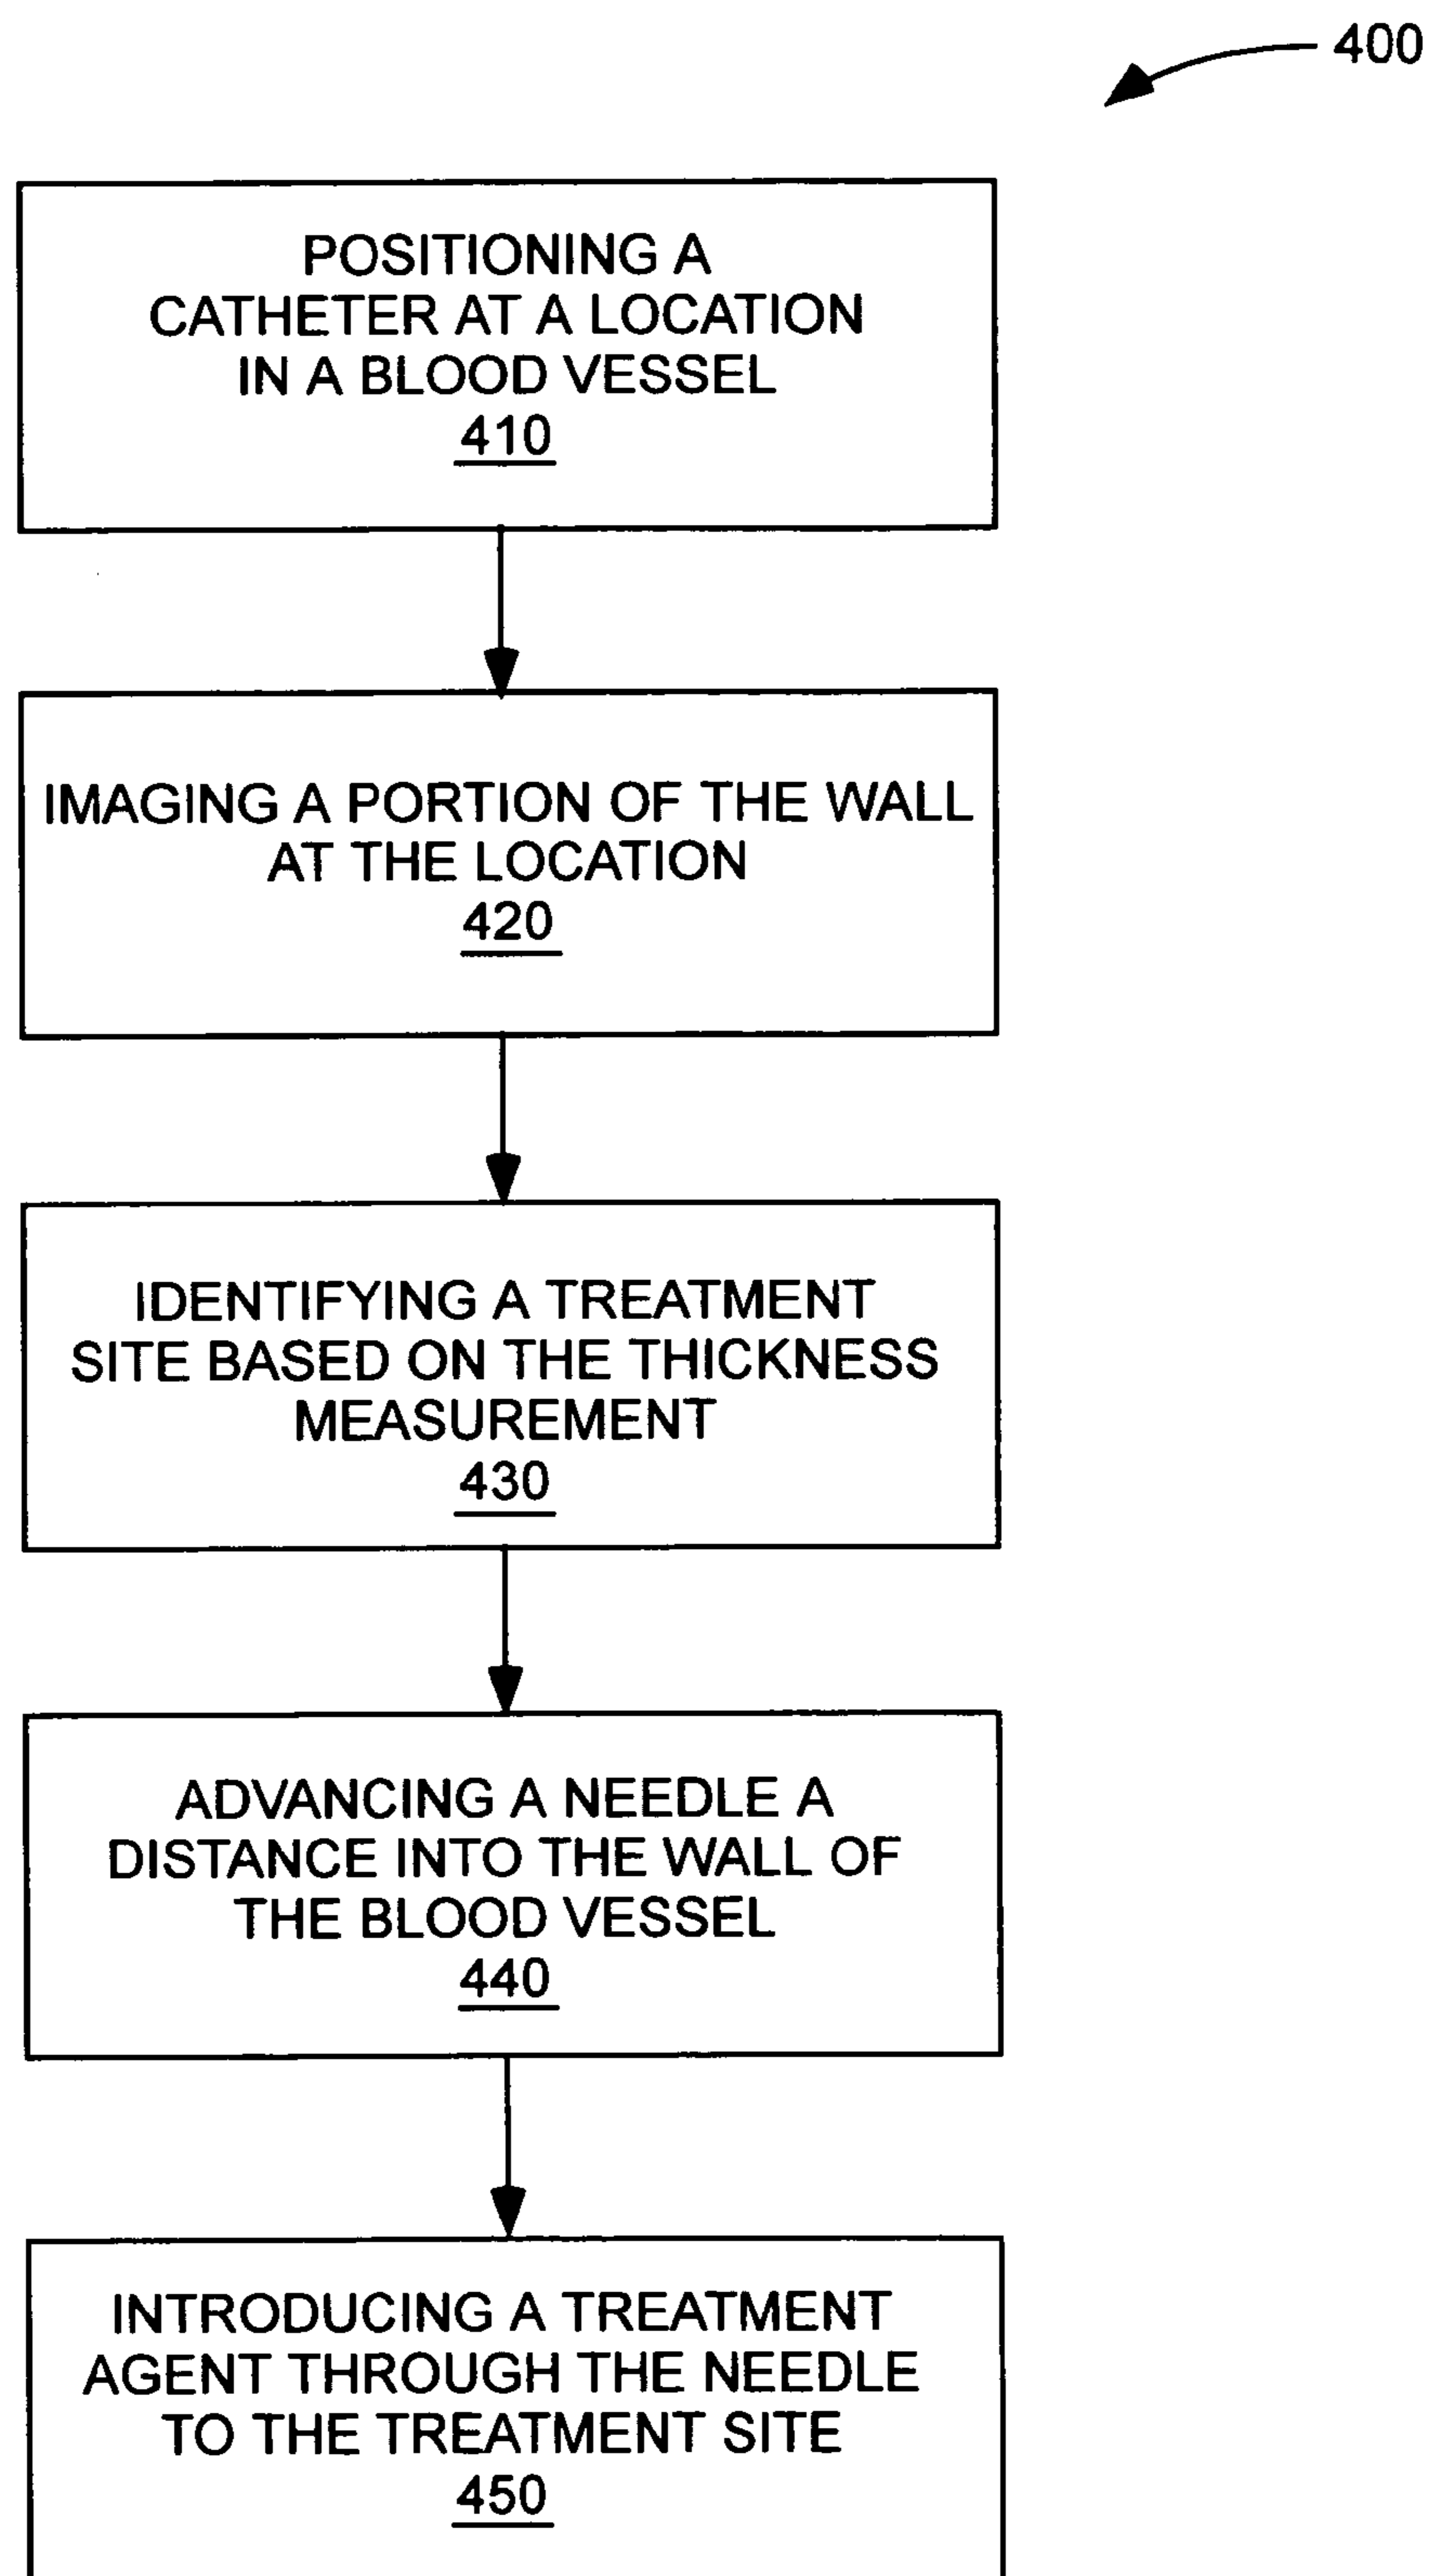 400
POSITIONING A
CATHETER AT A LOCATION
IN A BLOOD VESSEL
410
IMAGING A PORTION OF THE WALL
AT THE LOCATION
420
IDENTIFYING A TREATMENT
SITE BASED ON THE THICKNESS
MEASUREMENT
430
ADVANCING A NEEDLE A
DISTANCE INTO THE WALL OF
THE BLOOD VESSEL
440
INTRODUCING A TREATMENT
AGENT THROUGH THE NEEDLE
TO THE TREATMENT SITE
450